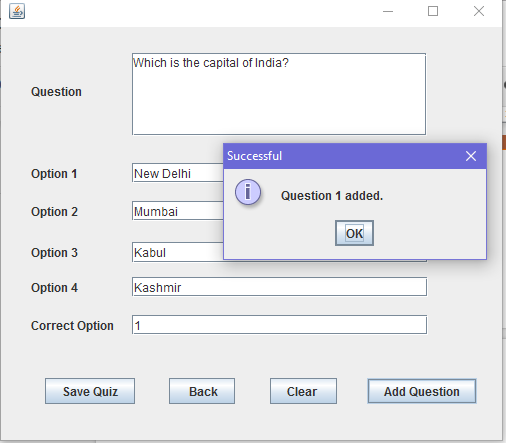 Question
Which is the capital of India?
Successful
Question 1 added.
OK
Option 1
New Delhi
Option 2
Mumbai
Option 3
Kabul
Option 4
Kashmir
Correct Option
1
Save Quiz
Back
Clear
Add Question